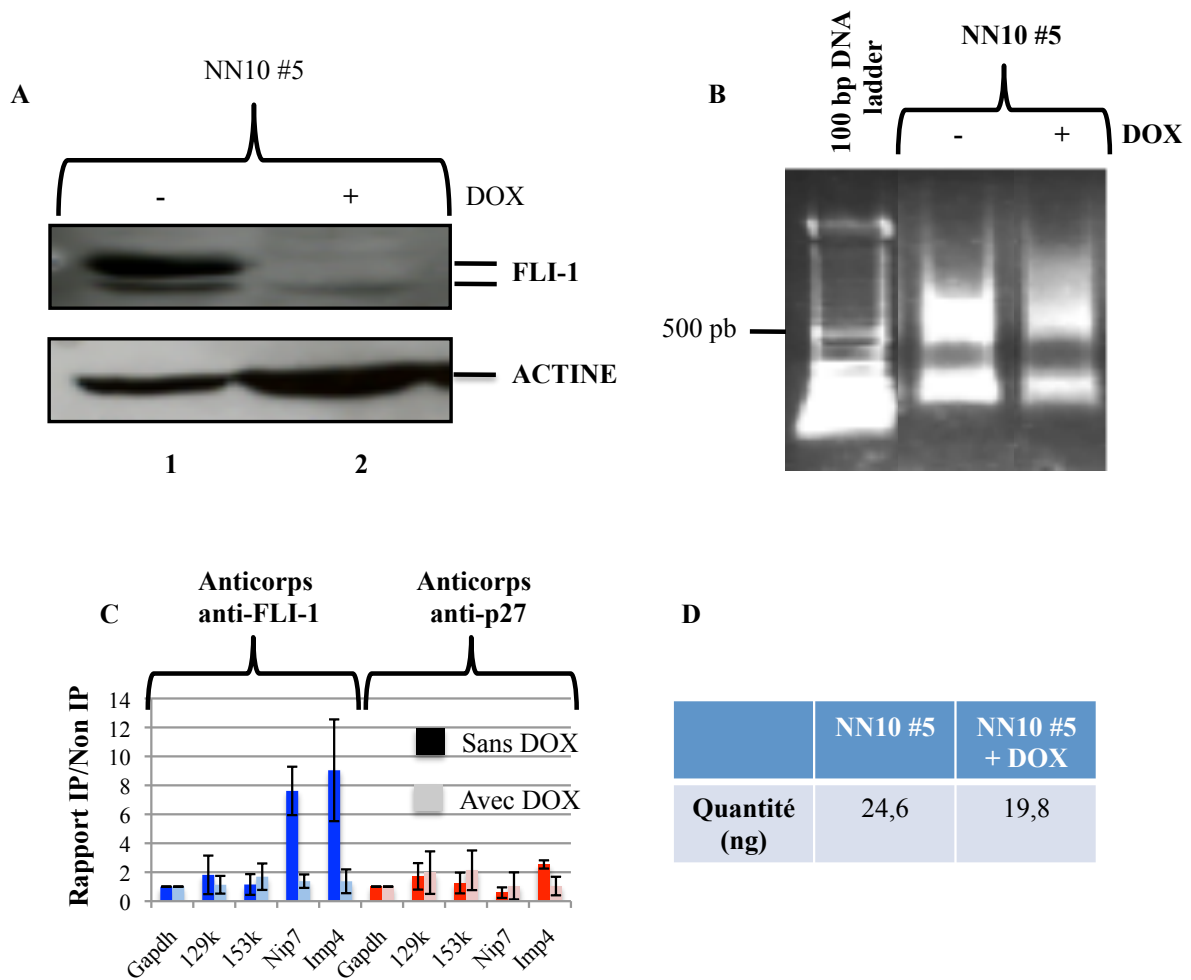 A
NN10 #5
- + DOX
FLI-1
ACTINE
1 2
B
100 bp DNA
ladder
NN10 #5
- + DOX
500 pb
C
Anticorps
anti-FLI-1
Anticorps
anti-p27
Rapport IP/Non IP
14
12
10
8
6
4
2
0
Sans DOX
Avec DOX
Gapdh 129k 153k Nip7 Imp4 Gapdh 129k 153k Nip7 Imp4
D
NN10 #5
NN10 #5
+ DOX
Quantité
(ng)
24,6
19,8